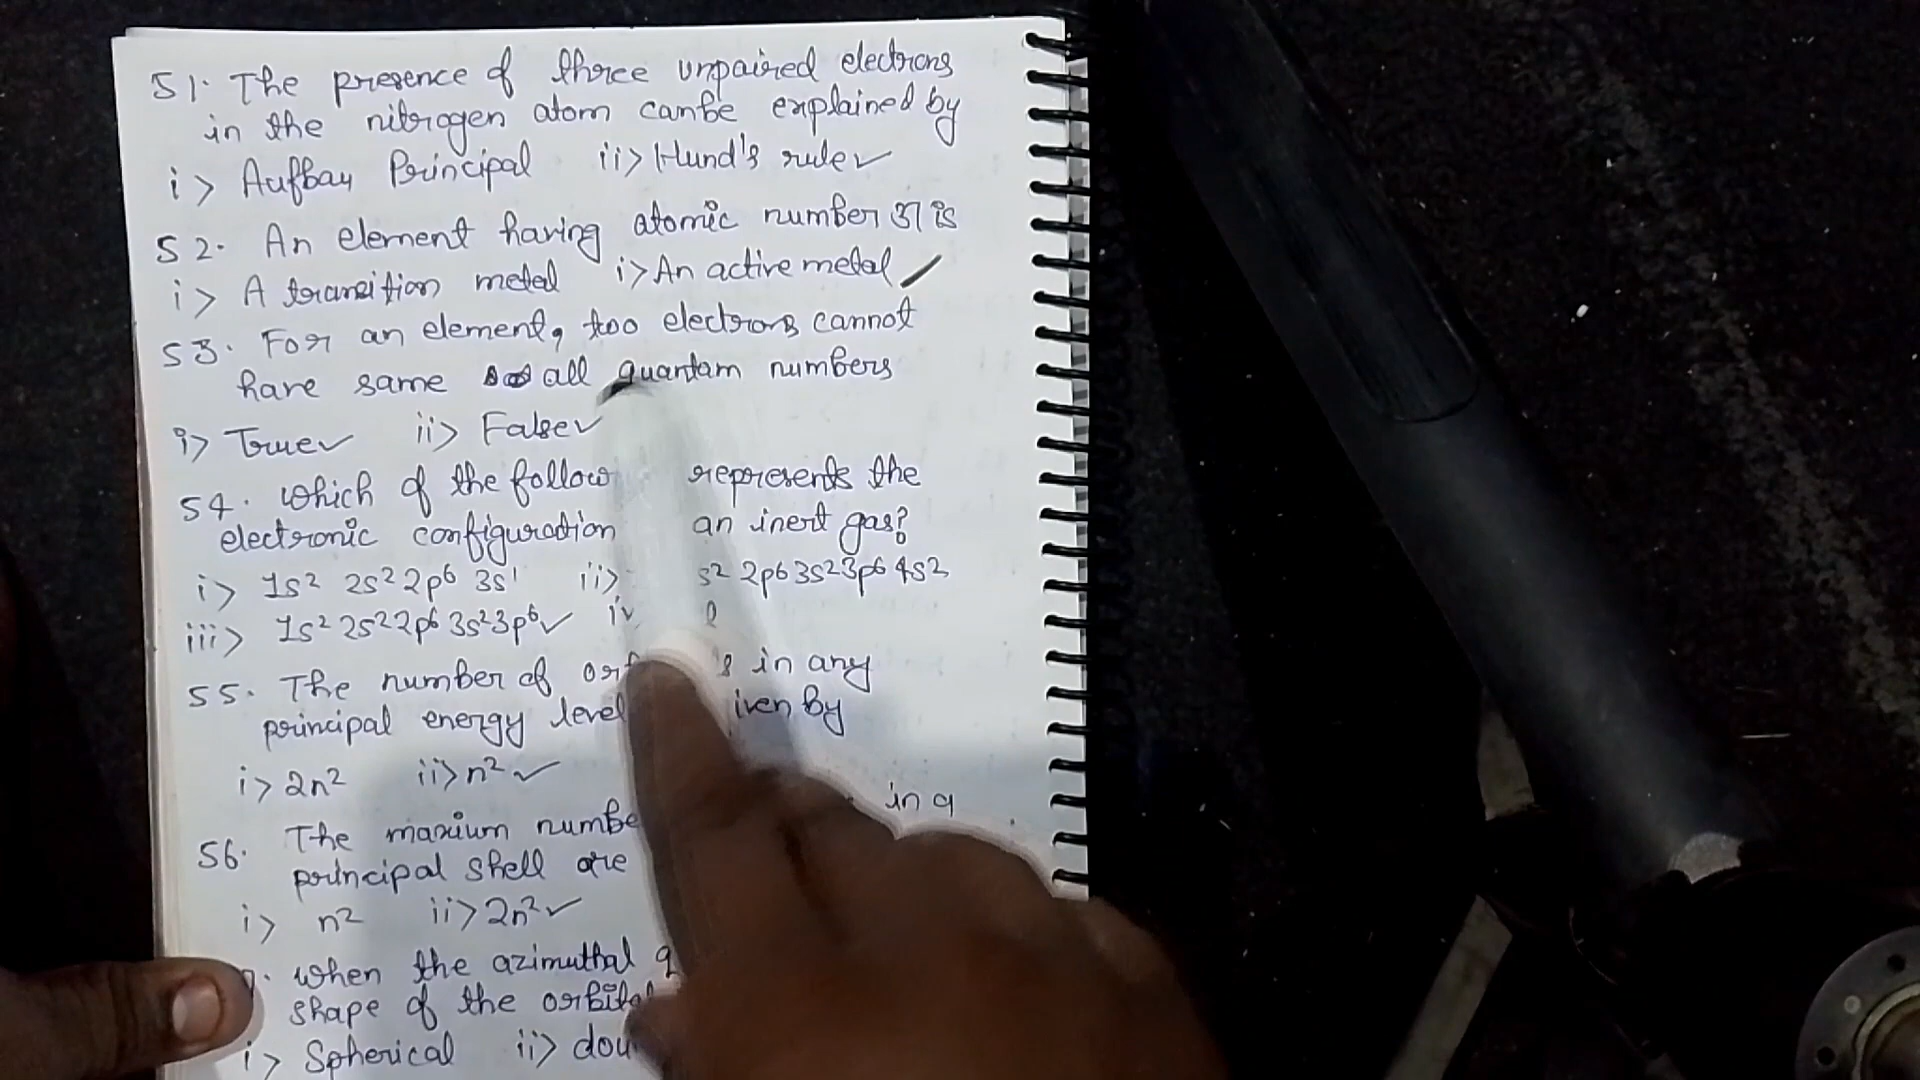 51. The presence of three unpaired electrons
in the nitrogen atom canbe explained by
i> Aufbau Principal ii> Hund's rule ✓
52. An element having atomic number 37 is
i> A transition metal i> An active metal
53. For an element, too electrons cannot
have same all quantam numbers
i> True ✓ ii> False ✓
54. which of the follow represents the
electronic configuration an inert gas?
i> 1s² 2s² 2p⁶ 3s¹ ii> s² 2p6 3s2 3p6 4s2
iii> 1s² 2s² 2p⁶ 3s² 3p⁶ ✓
55. The number of in any
principal energy level by
i> 2n² ii> n² ✓
56. The maxium in a
principal shell are
i> n² ii> 2n² ✓
when the azimuthal
shape of the
i> Spherical ii>